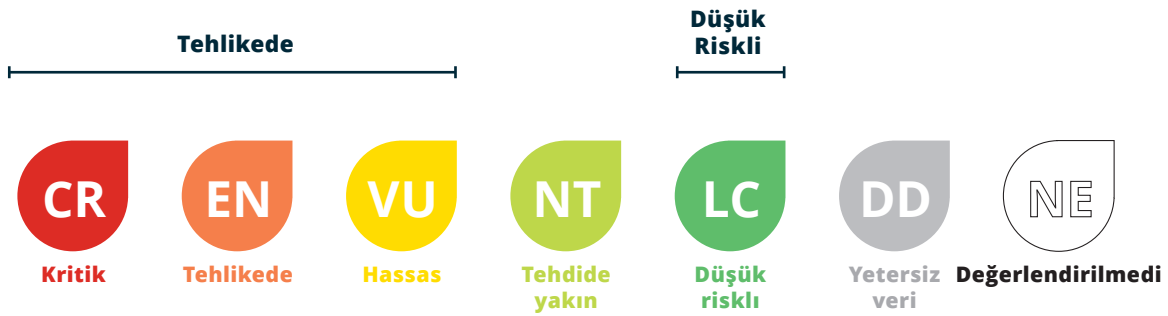 Tehlikede
Düşük
Riskli
CR
EN
VU
NT
LC
DD
NE
Kritik
Tehlikede
Hassas
Tehdide
yakın
Düşük
risklı
Yetersiz
veri
Değerlendirilmedi